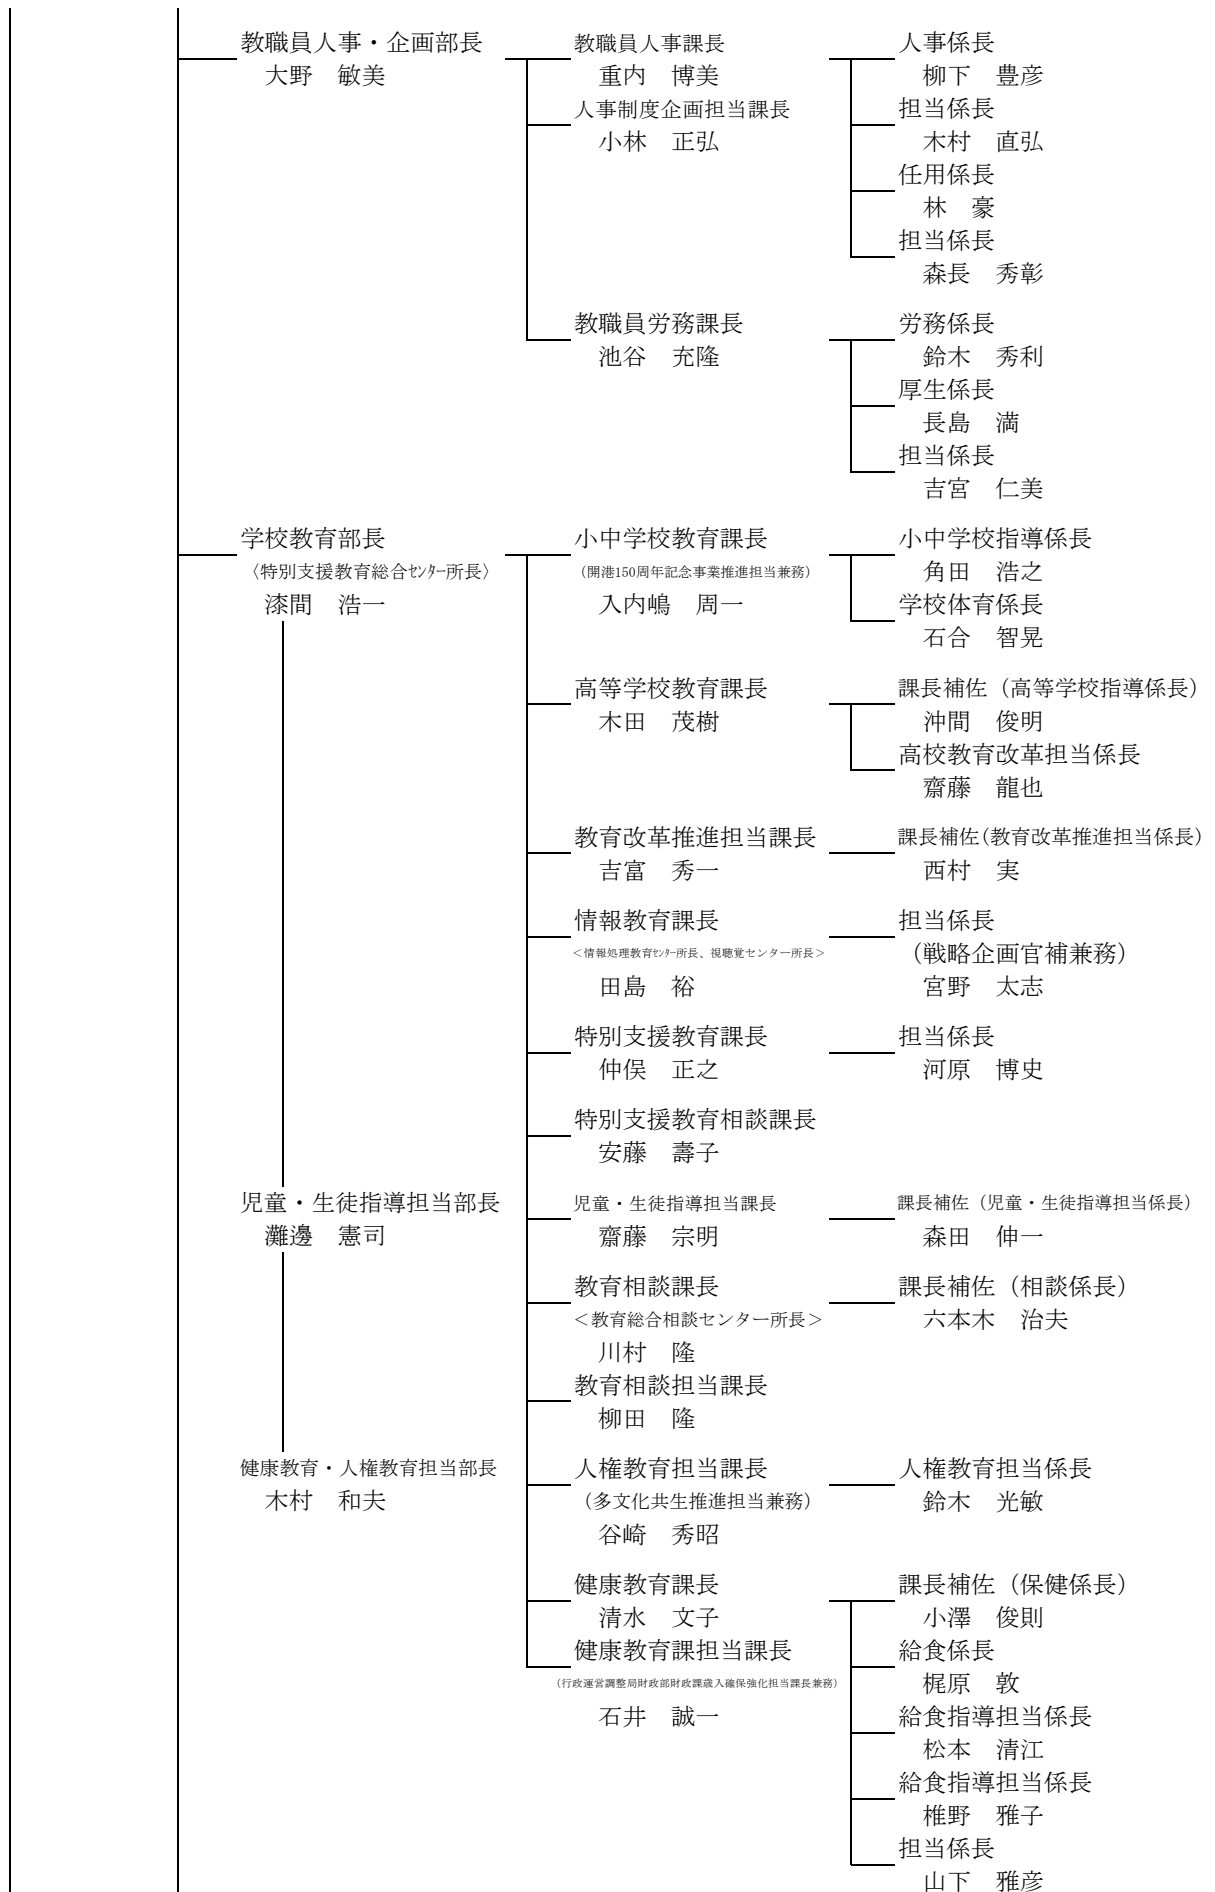 教職員人事・企画部長
大野　敏美
教職員人事課長
重内　博美
人事制度企画担当課長
小林　正弘
人事係長
柳下　豊彦
担当係長
木村　直弘
任用係長
林　豪
担当係長
森長　秀彰
教職員労務課長
池谷　充隆
労務係長
鈴木　秀利
厚生係長
長島　満
担当係長
吉宮　仁美
学校教育部長
〈特別支援教育総合ｾﾝﾀｰ所長〉
漆間　浩一
小中学校教育課長
（開港150周年記念事業推進担当兼務）
入内嶋　周一
小中学校指導係長
角田　浩之
学校体育係長
石合　智晃
高等学校教育課長
木田　茂樹
課長補佐（高等学校指導係長）
沖間　俊明
高校教育改革担当係長
齋藤　龍也
教育改革推進担当課長
吉富　秀一
課長補佐(教育改革推進担当係長)
西村　実
情報教育課長
＜情報処理教育ｾﾝﾀｰ所長、視聴覚センター所長＞
田島　裕
担当係長
（戦略企画官補兼務）
宮野　太志
特別支援教育課長
仲俣　正之
担当係長
河原　博史
特別支援教育相談課長
安藤　壽子
児童・生徒指導担当部長
灘邊　憲司
児童・生徒指導担当課長
齋藤　宗明
課長補佐（児童・生徒指導担当係長）
森田　伸一
教育相談課長
＜教育総合相談センター所長＞
川村　隆
課長補佐（相談係長）
六本木　治夫
教育相談担当課長
柳田　隆
健康教育・人権教育担当部長
木村　和夫
人権教育担当課長
（多文化共生推進担当兼務）
谷崎　秀昭
人権教育担当係長
鈴木　光敏
健康教育課長
清水　文子
健康教育課担当課長
（行政運営調整局財政部財政課歳入確保強化担当課長兼務）
石井　誠一
課長補佐（保健係長）
小澤　俊則
給食係長
梶原　敦
給食指導担当係長
松本　清江
給食指導担当係長
椎野　雅子
担当係長
山下　雅彦